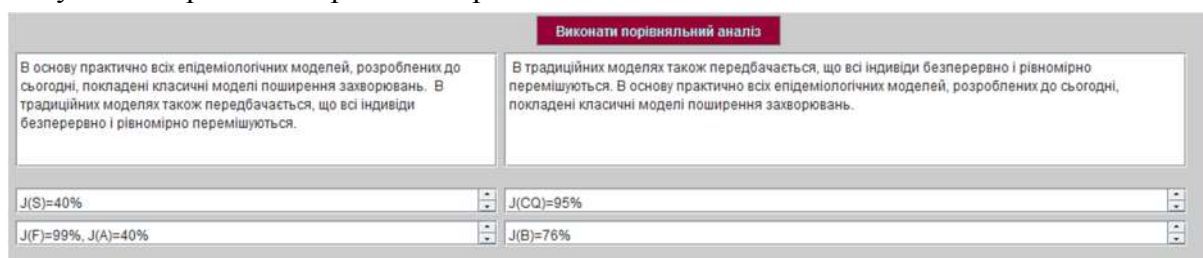 Виконати порівняльний аналіз
В основу практично всіх епідеміологічних моделей, розроблених до
сьогодні, покладені класичні моделі поширення захворювань. В
традиційних моделях також передбачається, що всі індивіди
безперервно і рівномірно перемішуються.
В традиційних моделях також передбачається, що всі індивіди безперервно і рівномірно
перемішуються. В основу практично всіх епідеміологічних моделей, розроблених до сьогодні,
покладені класичні моделі поширення захворювань.
J(S)=40%
J(CQ)=95%
J(F)=99%, J(A)=40%
J(B)=76%